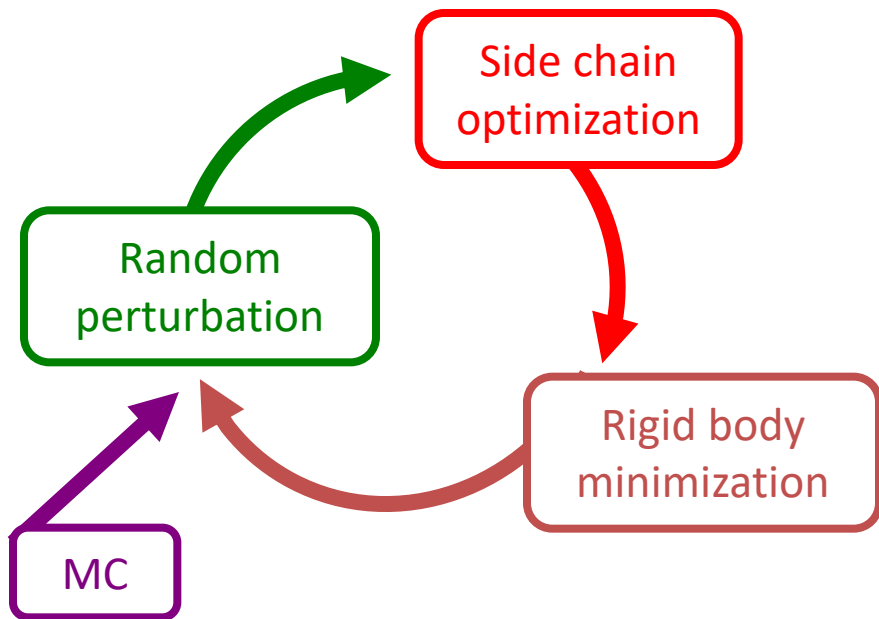 Side chain
optimization
Random
perturbation
Rigid body
minimization
MC